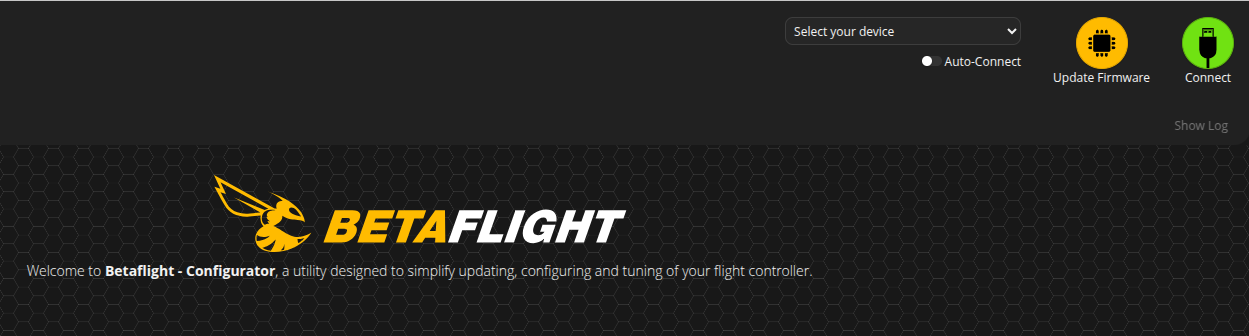 Select your device
Auto-Connect
Update Firmware
Connect
Show Log
BETAFLIGHT
Welcome to Betaflight - Configurator, a utility designed to simplify updating, configuring and tuning of your flight controller.